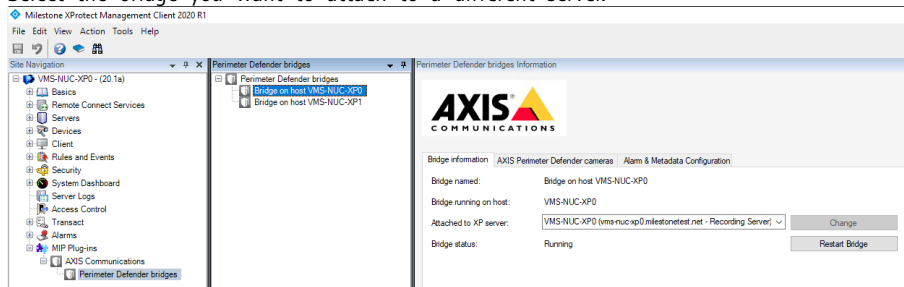 Select the bridge you want to attach to a different server.
Milestone XProtect Management Client 2020 R1
File Edit View Action Tools Help
Site Navigation
VMS-NUC-XP0 - (20.1a)
Basics
Remote Connect Services
Servers
Devices
Client
Rules and Events
Security
System Dashboard
Server Logs
Access Control
Transact
Alarms
MIP Plug-ins
AXIS Communications
Perimeter Defender bridges
Perimeter Defender bridges
Perimeter Defender bridges
Bridge on host VMS-NUC-XP0
Bridge on host VMS-NUC-XP1
Perimeter Defender bridges Information
AXIS
COMMUNICATIONS
Bridge information AXIS Perimeter Defender cameras Alarm & Metadata Configuration
Bridge named: Bridge on host VMS-NUC-XP0
Bridge running on host: VMS-NUC-XP0
Attached to XP server: VMS-NUC-XP0 (vms-nuc-xp0.milestonetest.net - Recording Server) Change
Bridge status: Running Restart Bridge